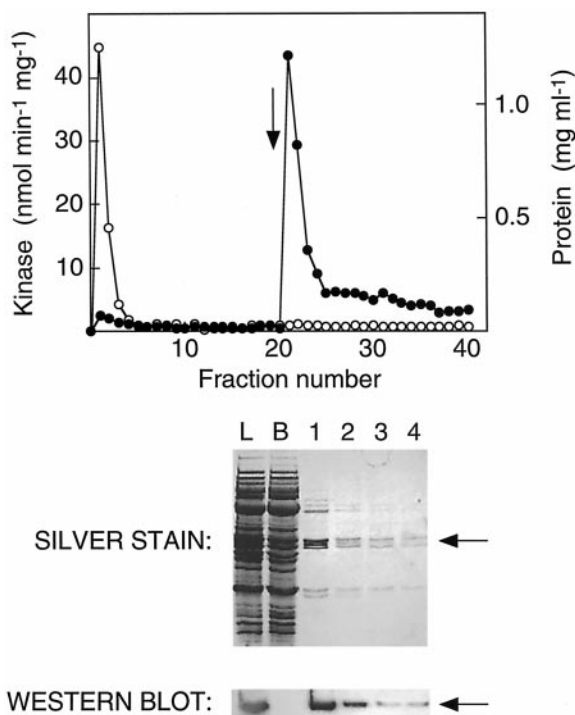 Kinase (nmol min-1 mg-1)
40
30
20
10
Protein (mg ml-1)
1.0
0.5
10 20 30 40
Fraction number
L B 1 2 3 4
SILVER STAIN:
WESTERN BLOT: